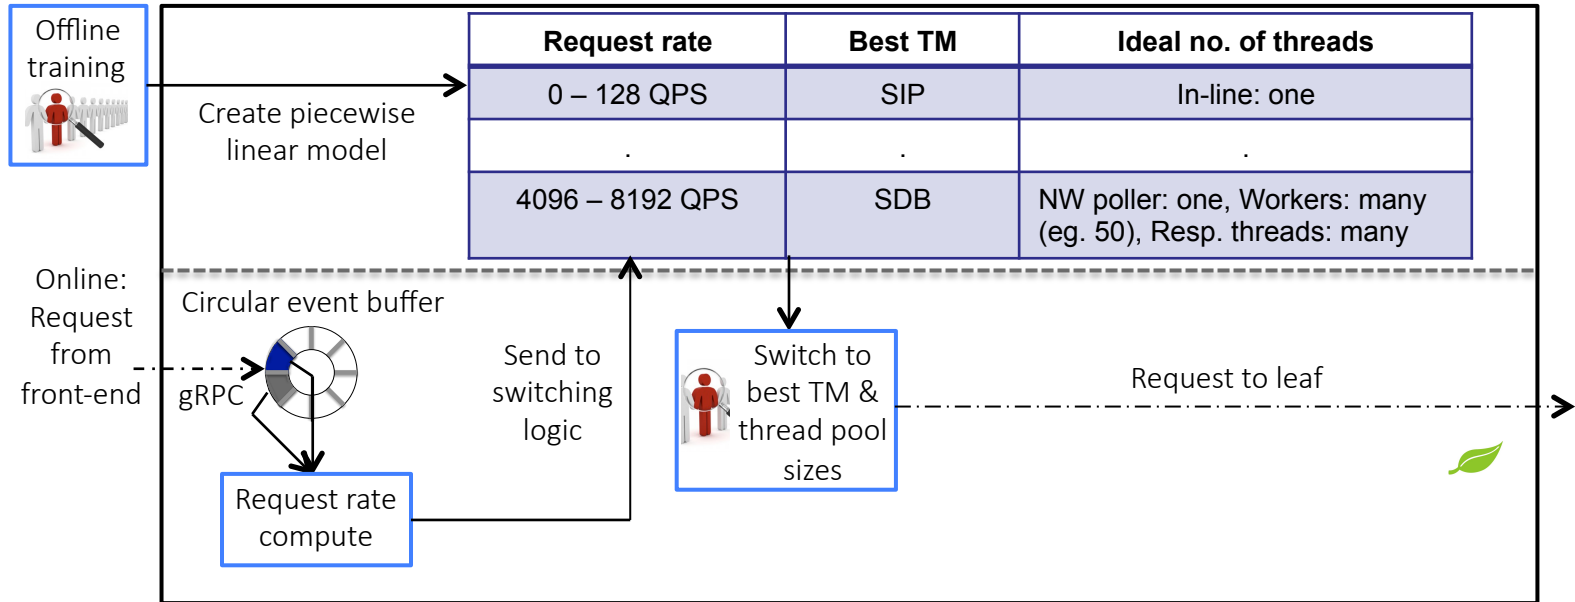 Offline
training
Create piecewise
linear model
Request rate Best TM Ideal no. of threads
0 – 128 QPS SIP In-line: one
. . .
4096 – 8192 QPS SDB NW poller: one, Workers: many
(eg. 50), Resp. threads: many
Online:
Request
from
front-end
gRPC
Circular event buffer
Request rate
compute
Send to
switching
logic
Switch to
best TM &
thread pool
sizes
Request to leaf